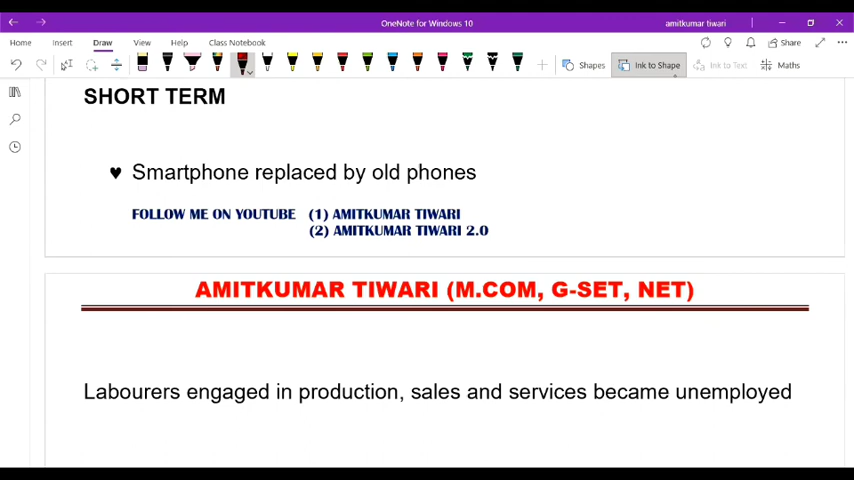 OneNote for Windows 10
amitkumar tiwari
Home Insert Draw View Help Class Notebook Share
Shapes Ink to Shape Ink to Text Maths
SHORT TERM
♥ Smartphone replaced by old phones
FOLLOW ME ON YOUTUBE (1) AMITKUMAR TIWARI
(2) AMITKUMAR TIWARI 2.0
AMITKUMAR TIWARI (M.COM, G-SET, NET)
Labourers engaged in production, sales and services became unemployed